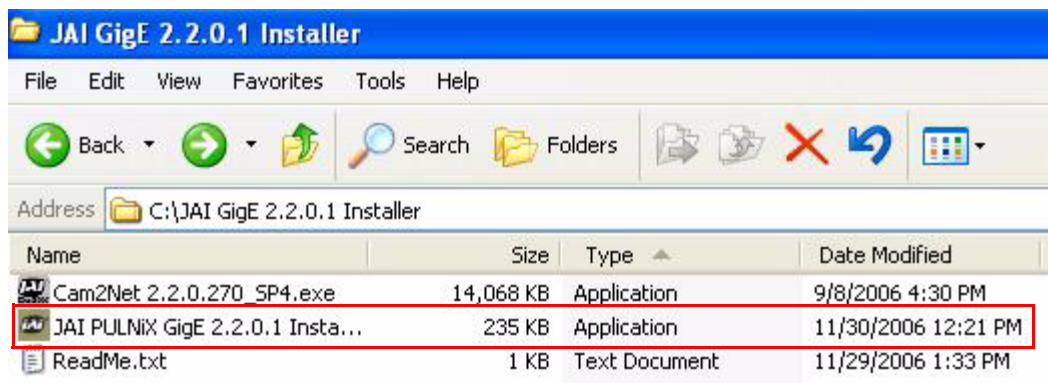 JAI GigE 2.2.0.1 Installer
File Edit View Favorites Tools Help
Back Search Folders
Address C:\JAI GigE 2.2.0.1 Installer
Name Size Type Date Modified
Cam2Net 2.2.0.270_SP4.exe 14,068 KB Application 9/8/2006 4:30 PM
JAI PULNiX GigE 2.2.0.1 Insta... 235 KB Application 11/30/2006 12:21 PM
ReadMe.txt 1 KB Text Document 11/29/2006 1:33 PM